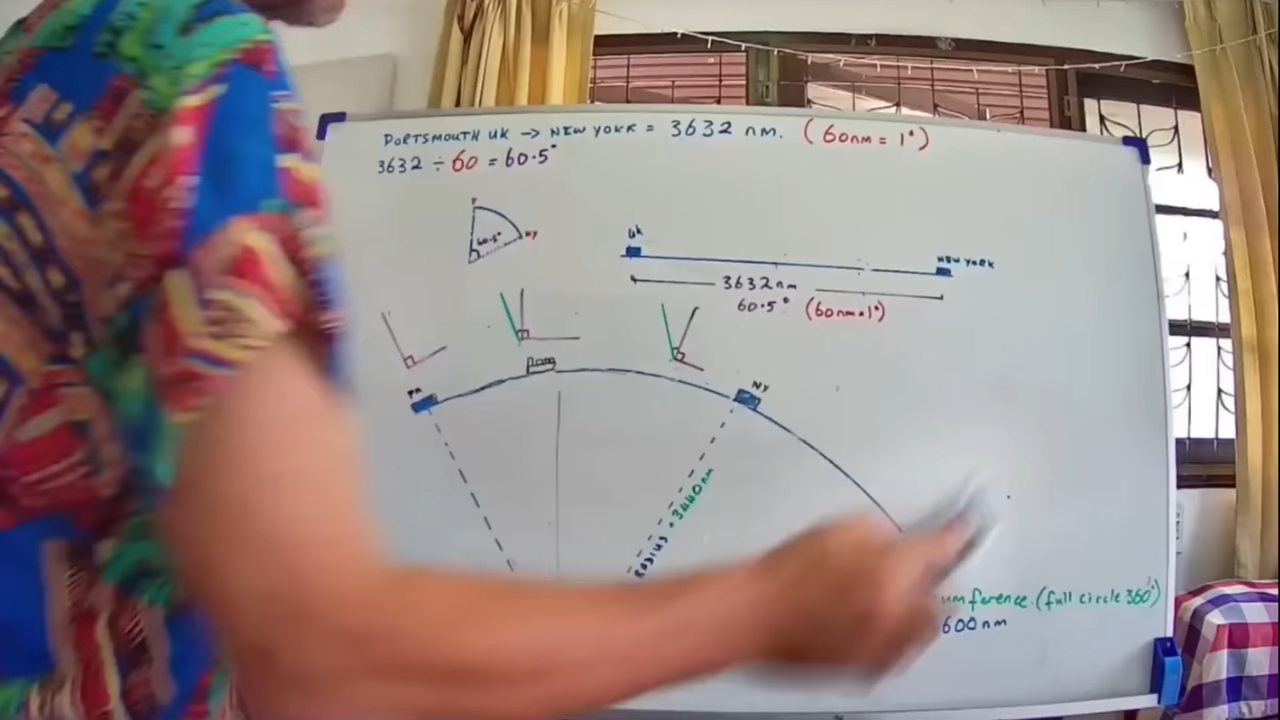 PORTSMOUTH UK → NEW YORK = 3632 nm. (60nm = 1°)
3632 ÷ 60 = 60.5°
P
60.5°
NY
UK
NEW YORK
3632nm
60.5° (60nm=1°)
NY
RADIUS = 3440nm
umference. (full circle 360°)
600nm